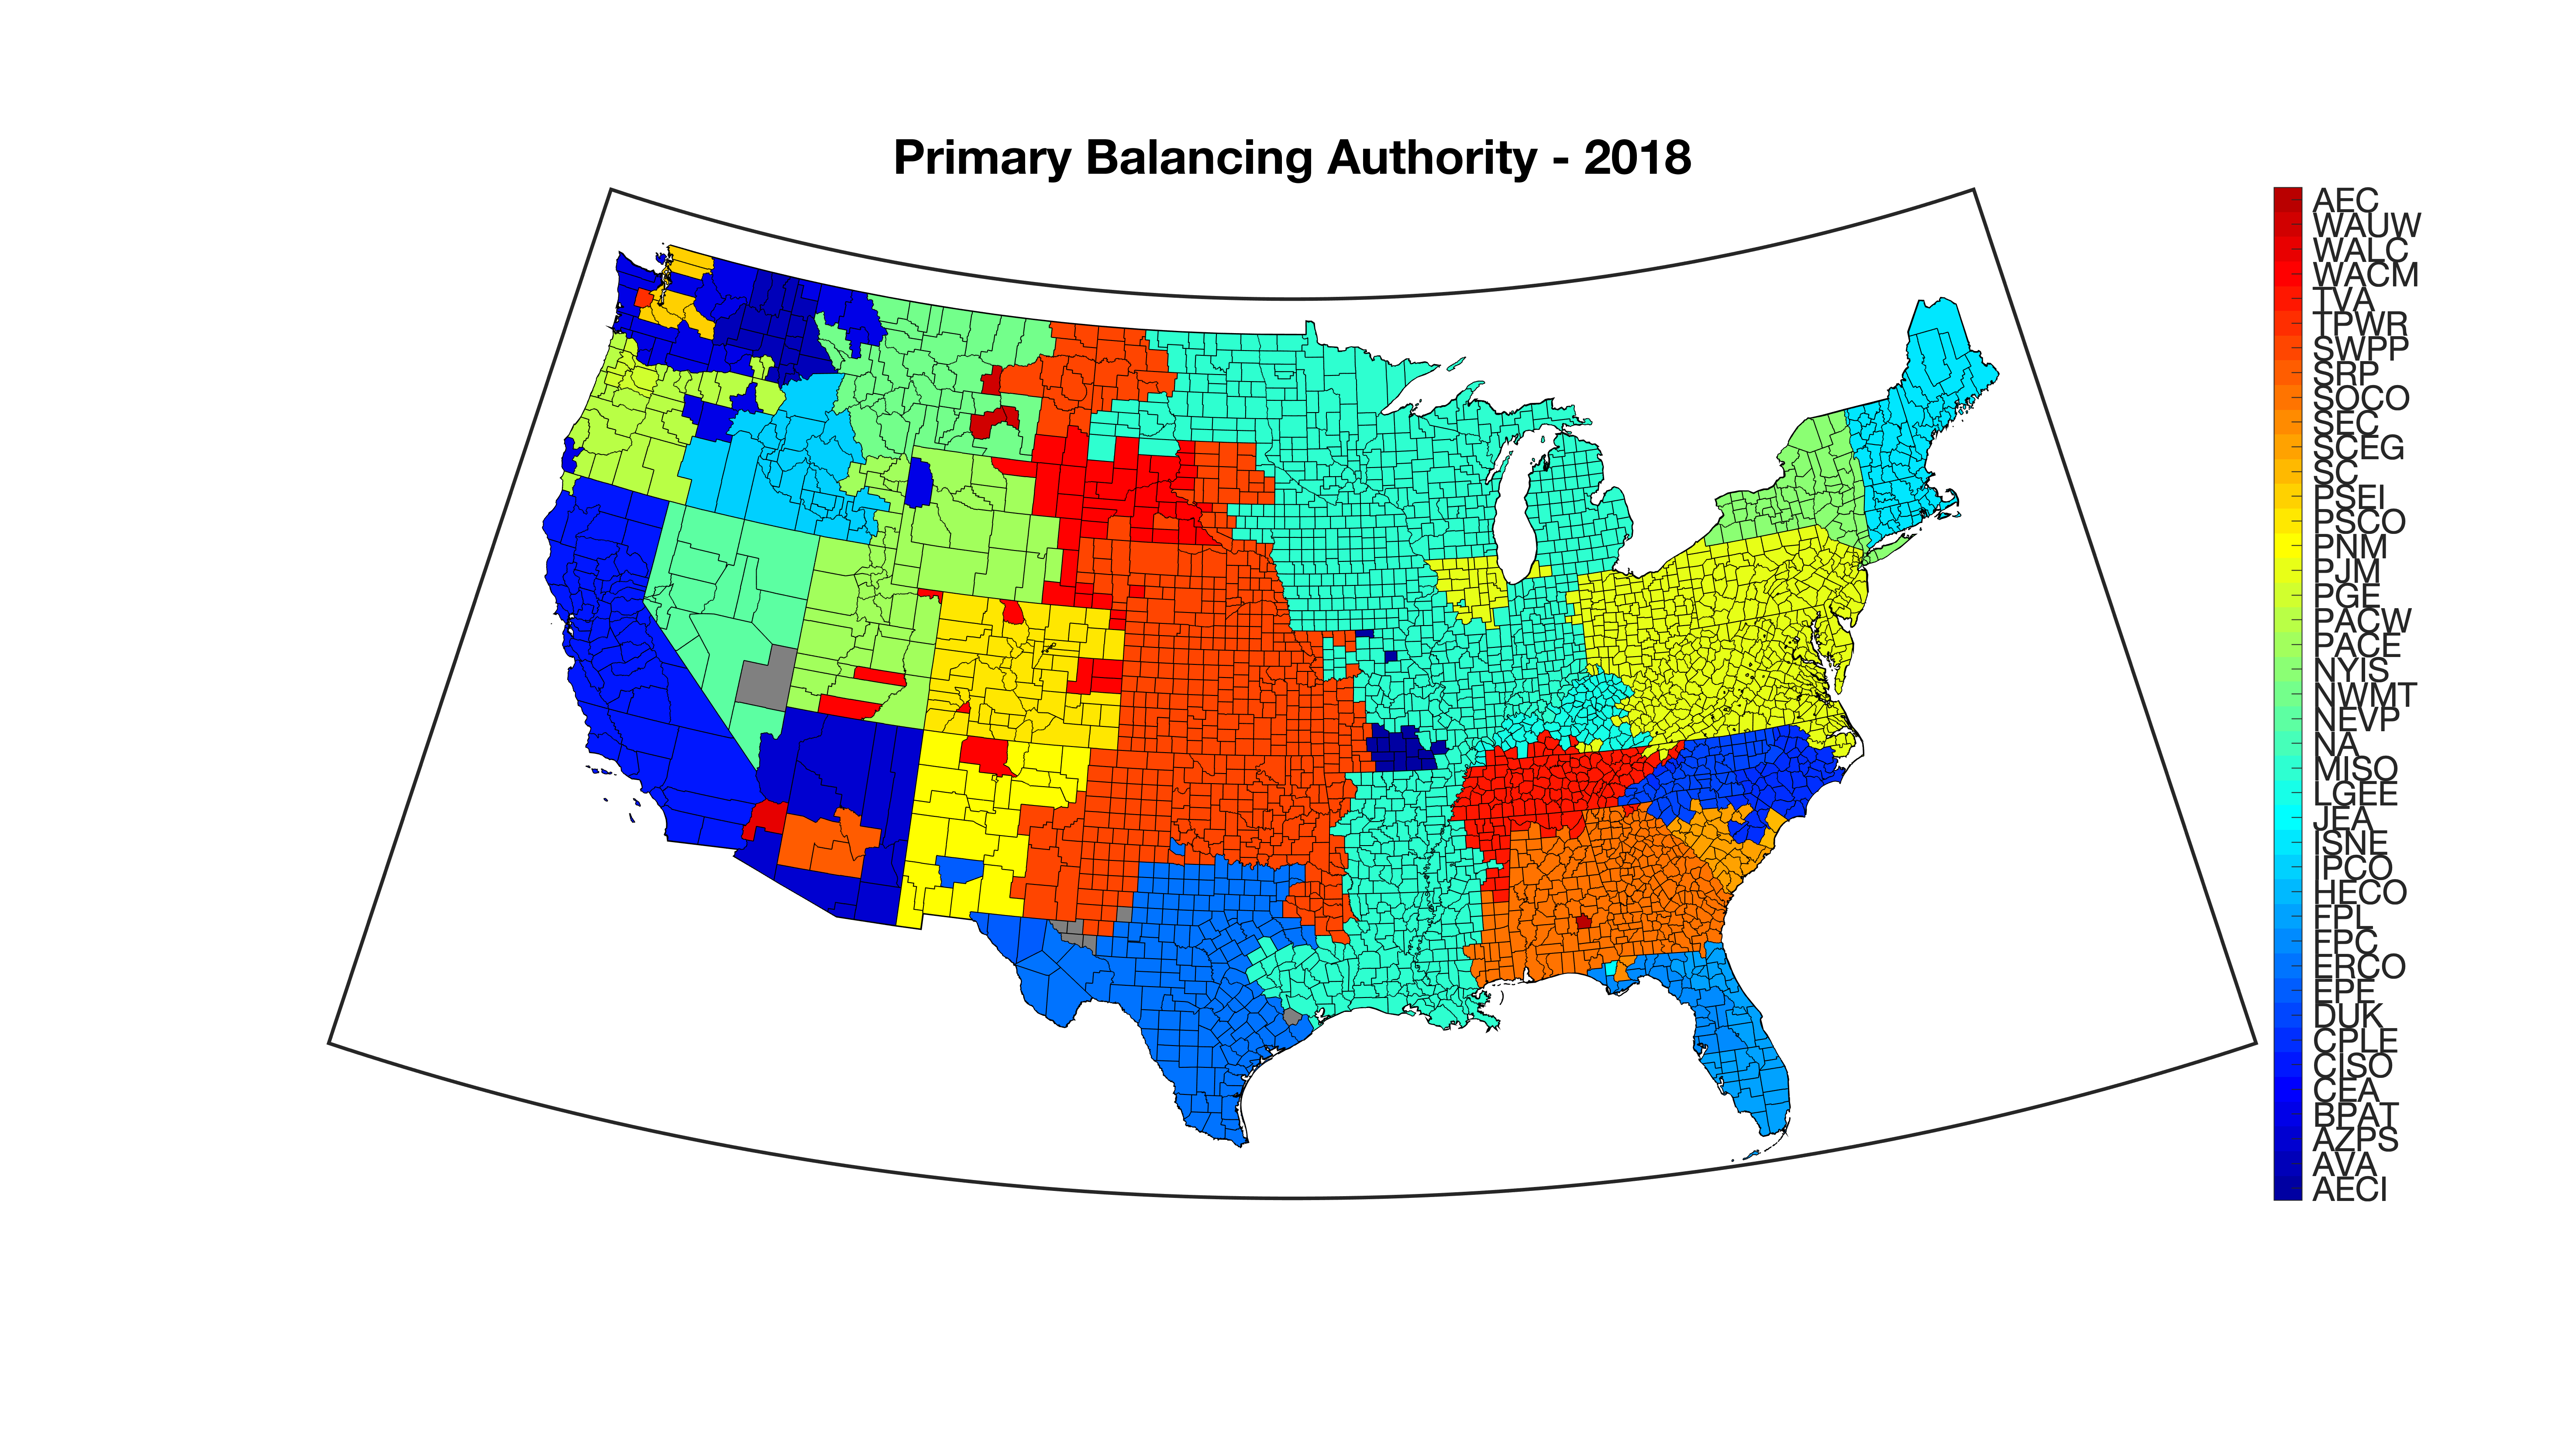 Primary Balancing Authority - 2018
AEC
WAUW
WALC
WACM
TVA
TPWR
SWPP
SRP
SOCO
SEC
SCEG
SC
PSEI
PSCO
PNM
PJM
PGE
PACW
PACE
NYIS
NWMT
NEVP
NA
MISO
LGEE
JEA
ISNE
IPCO
HECO
FPL
FPC
ERCO
EPE
DUK
CPLE
CISO
CEA
BPAT
AZPS
AVA
AECI